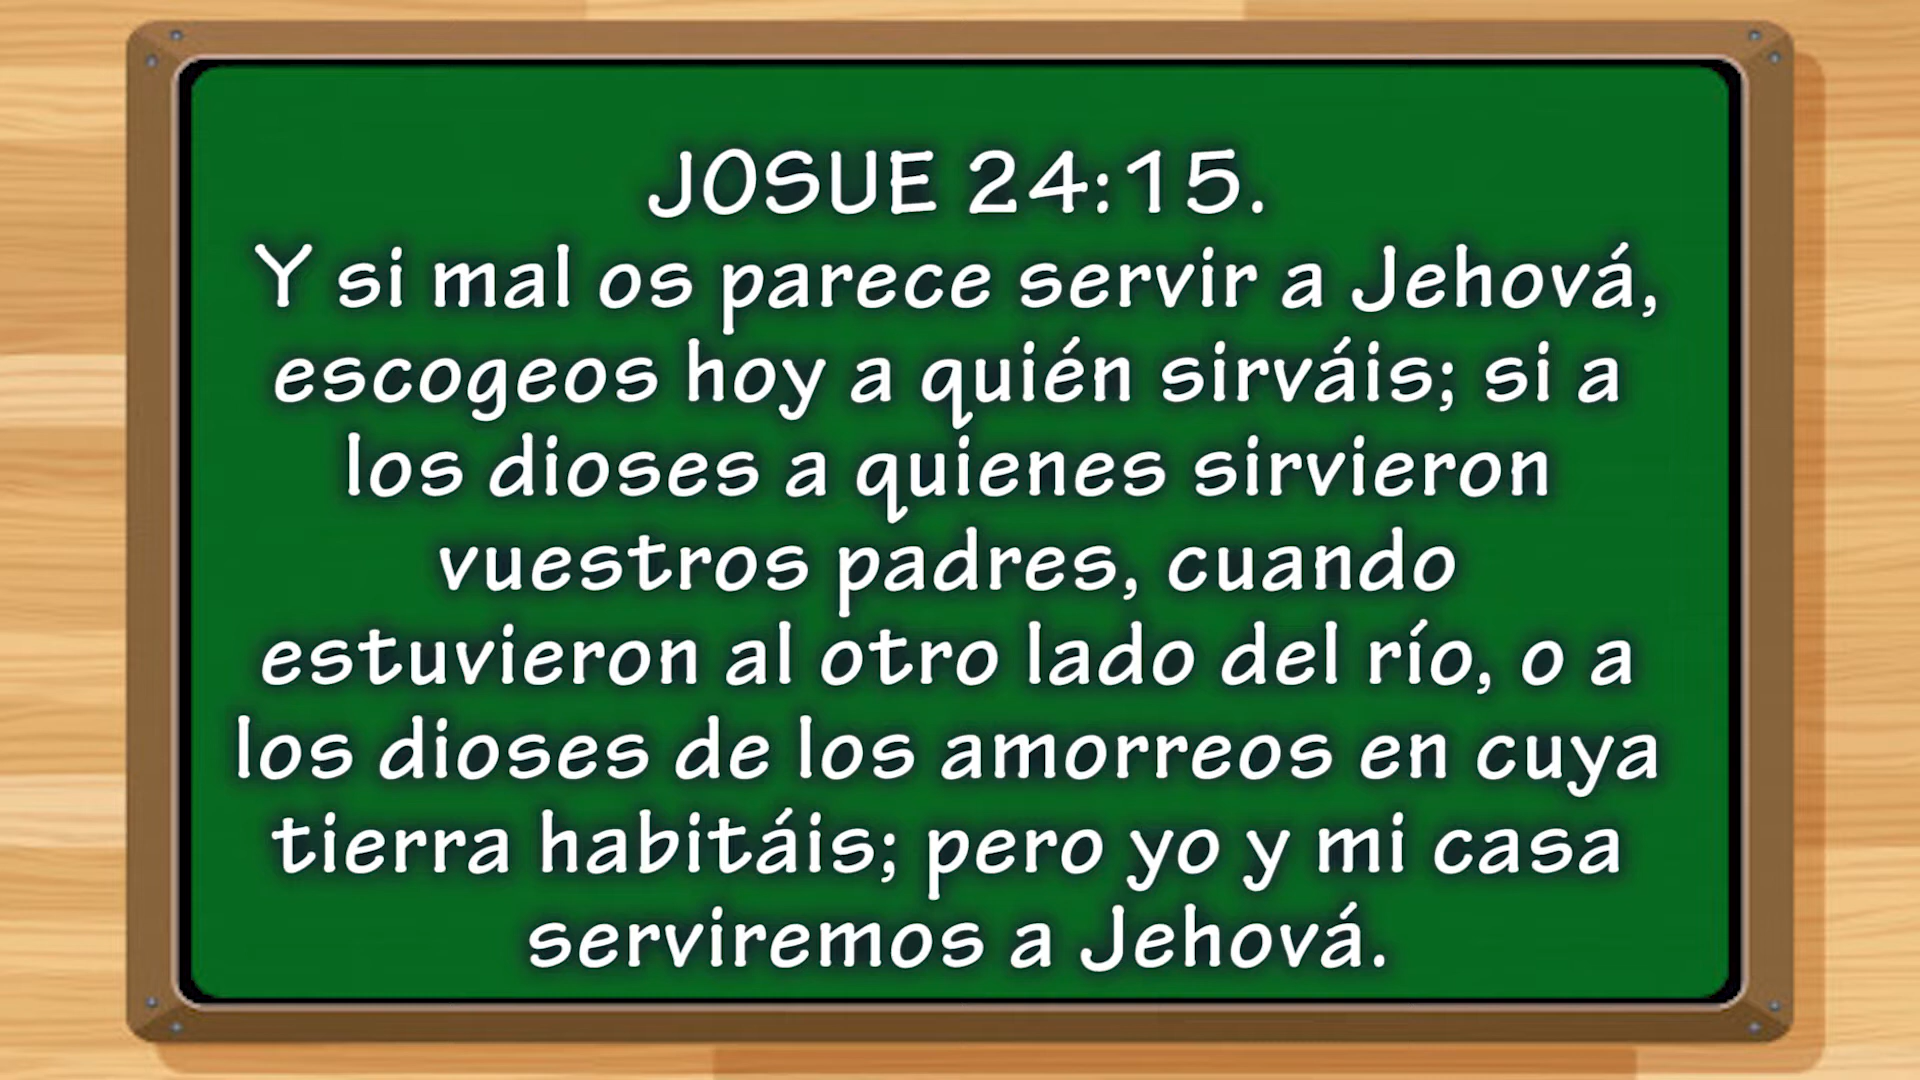 JOSUE 24:15.
Y si mal os parece servir a Jehová,
escogeos hoy a quién sirváis; si a
los dioses a quienes sirvieron
vuestros padres, cuando
estuvieron al otro lado del río, o a
los dioses de los amorreos en cuya
tierra habitáis; pero yo y mi casa
serviremos a Jehová.